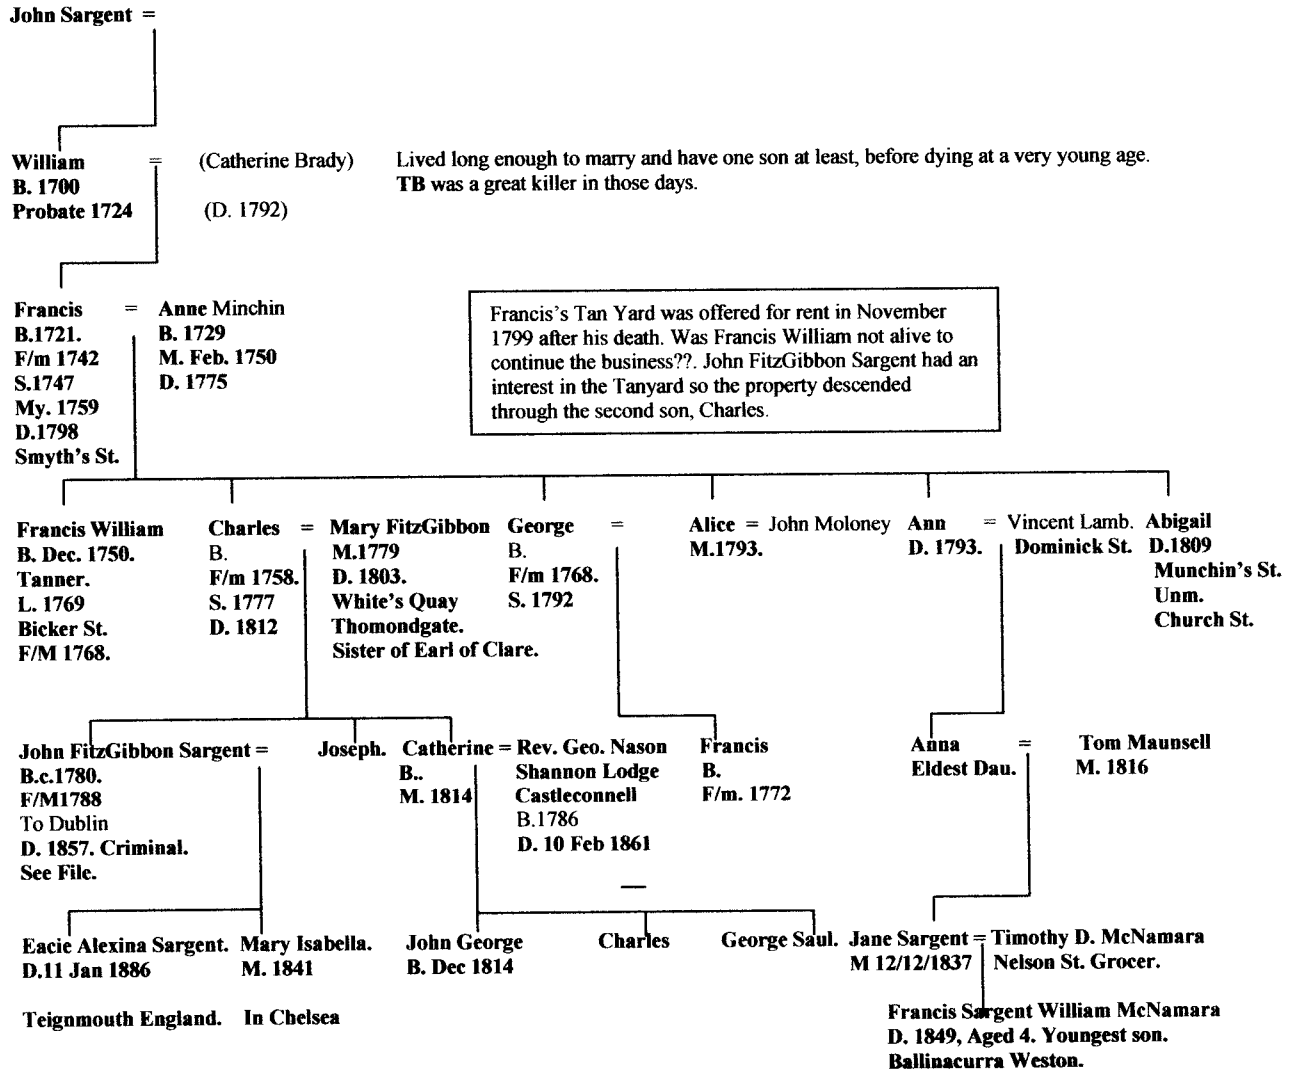 John Sargent =
William = (Catherine Brady) Lived long enough to marry and have one son at least, before dying at a very young age.
B. 1700 TB was a great killer in those days.
Probate 1724 (D. 1792)
Francis = Anne Minchin
B.1721. B. 1729
F/m 1742 M. Feb. 1750
S.1747 D. 1775
My. 1759
D.1798
Smyth's St.
Francis's Tan Yard was offered for rent in November
1799 after his death. Was Francis William not alive to
continue the business??. John FitzGibbon Sargent had an
interest in the Tanyard so the property descended
through the second son, Charles.
Francis William
B. Dec. 1750.
Tanner.
L. 1769
Bicker St.
F/M 1768.
Charles = Mary FitzGibbon
B. M.1779
F/m 1758. D. 1803.
S. 1777 White's Quay
D. 1812 Thomondgate.
Sister of Earl of Clare.
George =
B.
F/m 1768.
S. 1792
Alice = John Moloney
M.1793.
Ann = Vincent Lamb.
D. 1793. Dominick St.
Abigail
D.1809
Munchin's St.
Unm.
Church St.
John FitzGibbon Sargent =
B.c.1780.
F/M1788
To Dublin
D. 1857. Criminal.
See File.
Joseph.
Catherine = Rev. Geo. Nason
B.. Shannon Lodge
M. 1814 Castleconnell
B.1786
D. 10 Feb 1861
Francis
B.
F/m. 1772
Anna = Tom Maunsell
Eldest Dau. M. 1816
Eacie Alexina Sargent.
D.11 Jan 1886
Teignmouth England.
Mary Isabella.
M. 1841
In Chelsea
John George
B. Dec 1814
Charles
George Saul.
Jane Sargent = Timothy D. McNamara
M 12/12/1837 Nelson St. Grocer.
Francis Sargent William McNamara
D. 1849, Aged 4. Youngest son.
Ballinacurra Weston.